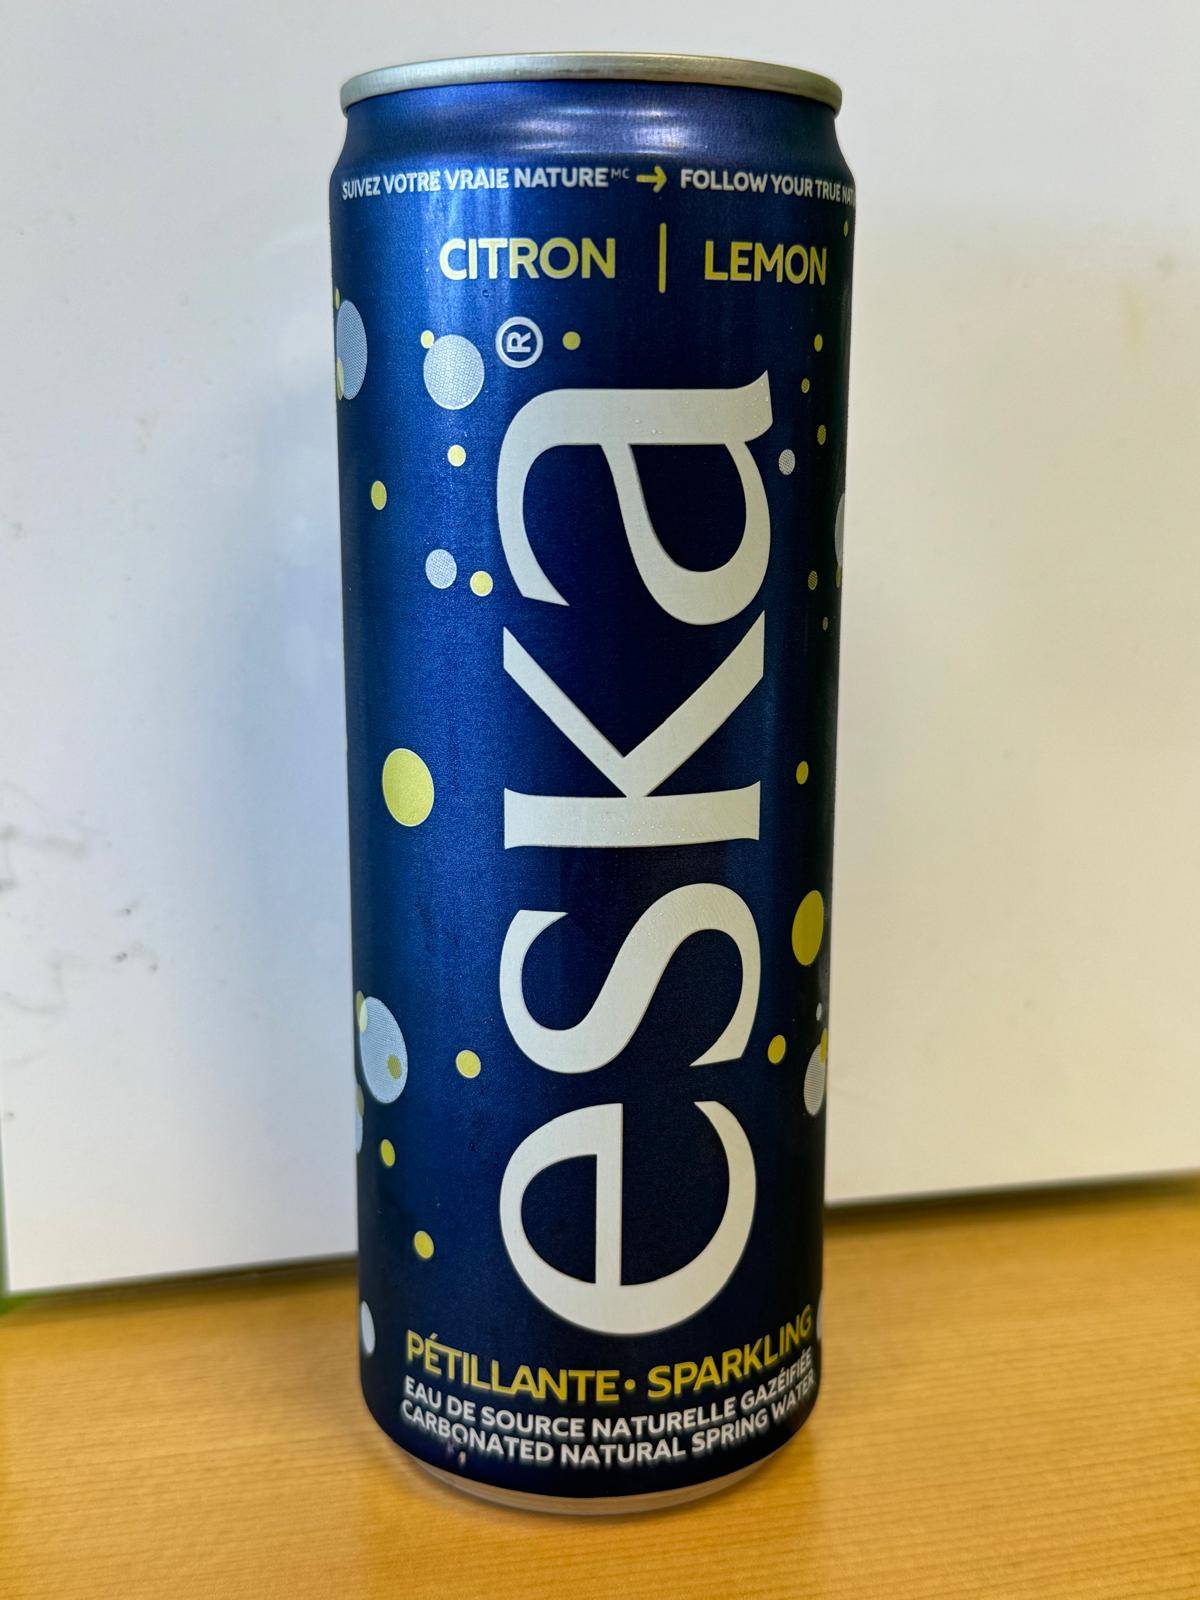 SUIVEZ VOTRE VRAIE NATURE MC → FOLLOW YOUR TRUE
CITRON | LEMON
eska®
PÉTILLANTE • SPARKLING
EAU DE SOURCE NATURELLE GAZÉIFIÉE
CARBONATED NATURAL SPRING WATER